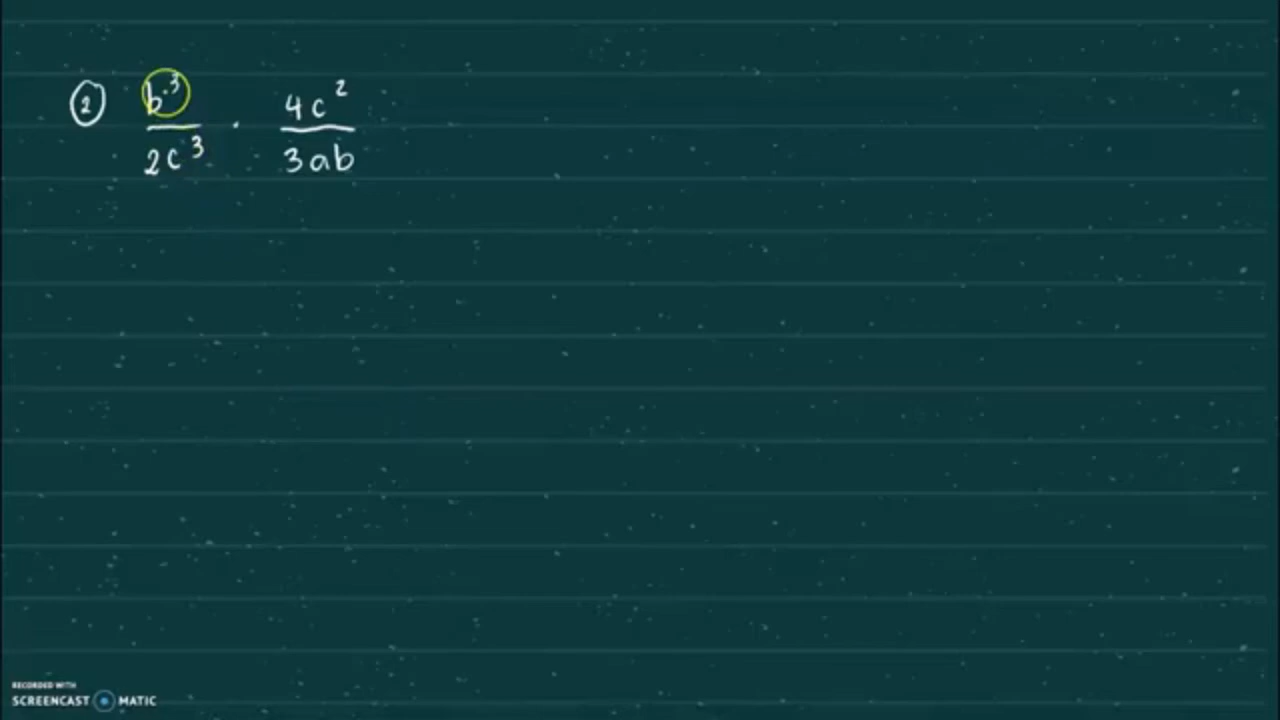 ② b³/2c³ · 4c²/3ab
RECORDED WITH
SCREENCAST MATIC